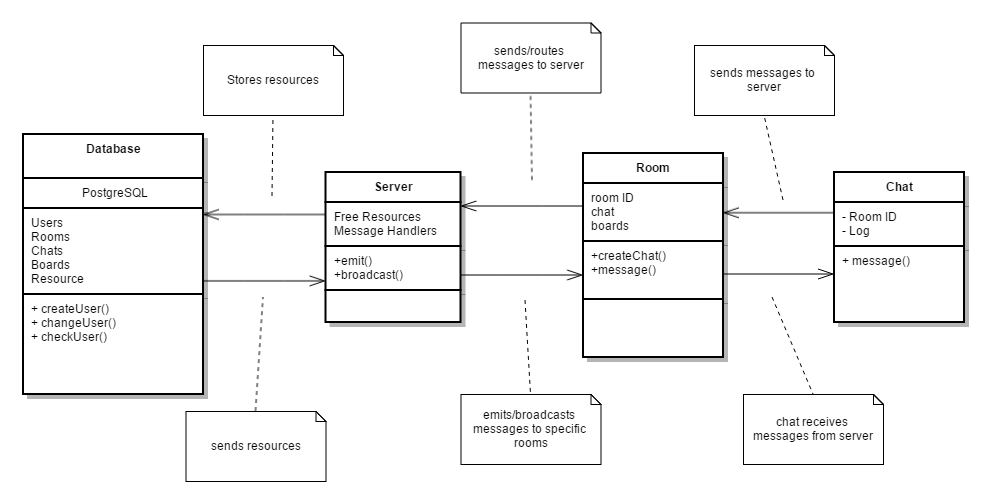 sends/routes
messages to server
Stores resources
sends messages to
server
Database
PostgreSQL
Users
Rooms
Chats
Boards
Resource
+ createUser()
+ changeUser()
+ checkUser()
Server
Free Resources
Message Handlers
+emit()
+broadcast()
Room
room ID
chat
boards
+createChat()
+message()
Chat
- Room ID
- Log
+ message()
sends resources
emits/broadcasts
messages to specific
rooms
chat receives
messages from server